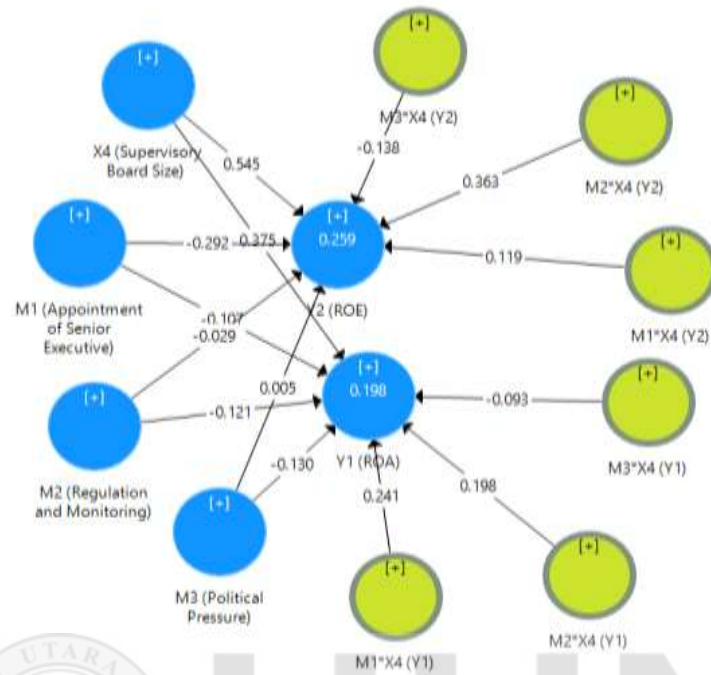 [+]
[+]
M3*X4 (Y2)
[+]
M2*X4 (Y2)
X4 (Supervisory
Board Size)
0.545
-0.138
0.363
[+]
M1 (Appointment
of Senior
Executive)
-0.292
0.375
[+]
0.259
Y2 (ROE)
0.119
[+]
M1*X4 (Y2)
-0.107
-0.029
[+]
M2 (Regulation
and Monitoring)
0.005
-0.121
[+]
0.198
Y1 (ROA)
-0.093
[+]
M3*X4 (Y1)
-0.130
0.241
0.198
[+]
M3 (Political
Pressure)
[+]
M1*X4 (Y1)
[+]
M2*X4 (Y1)
UTARA